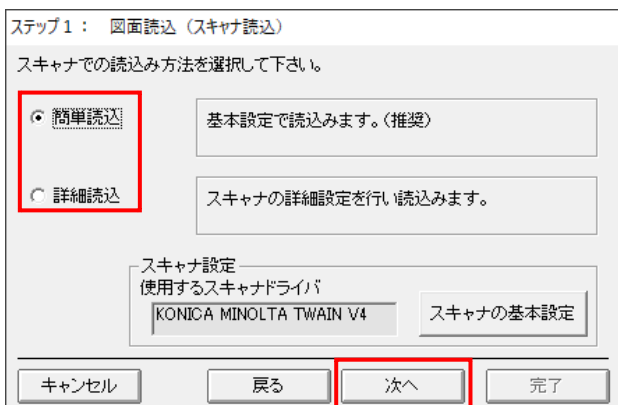 ステップ1： 図面読込（スキャナ読込）
スキャナでの読込み方法を選択して下さい。
簡単読込
基本設定で読込みます。（推奨）
詳細読込
スキャナの詳細設定を行い読込みます。
スキャナ設定
使用するスキャナドライバ
KONICA MINOLTA TWAIN V4
スキャナの基本設定
キャンセル 戻る 次へ 完了